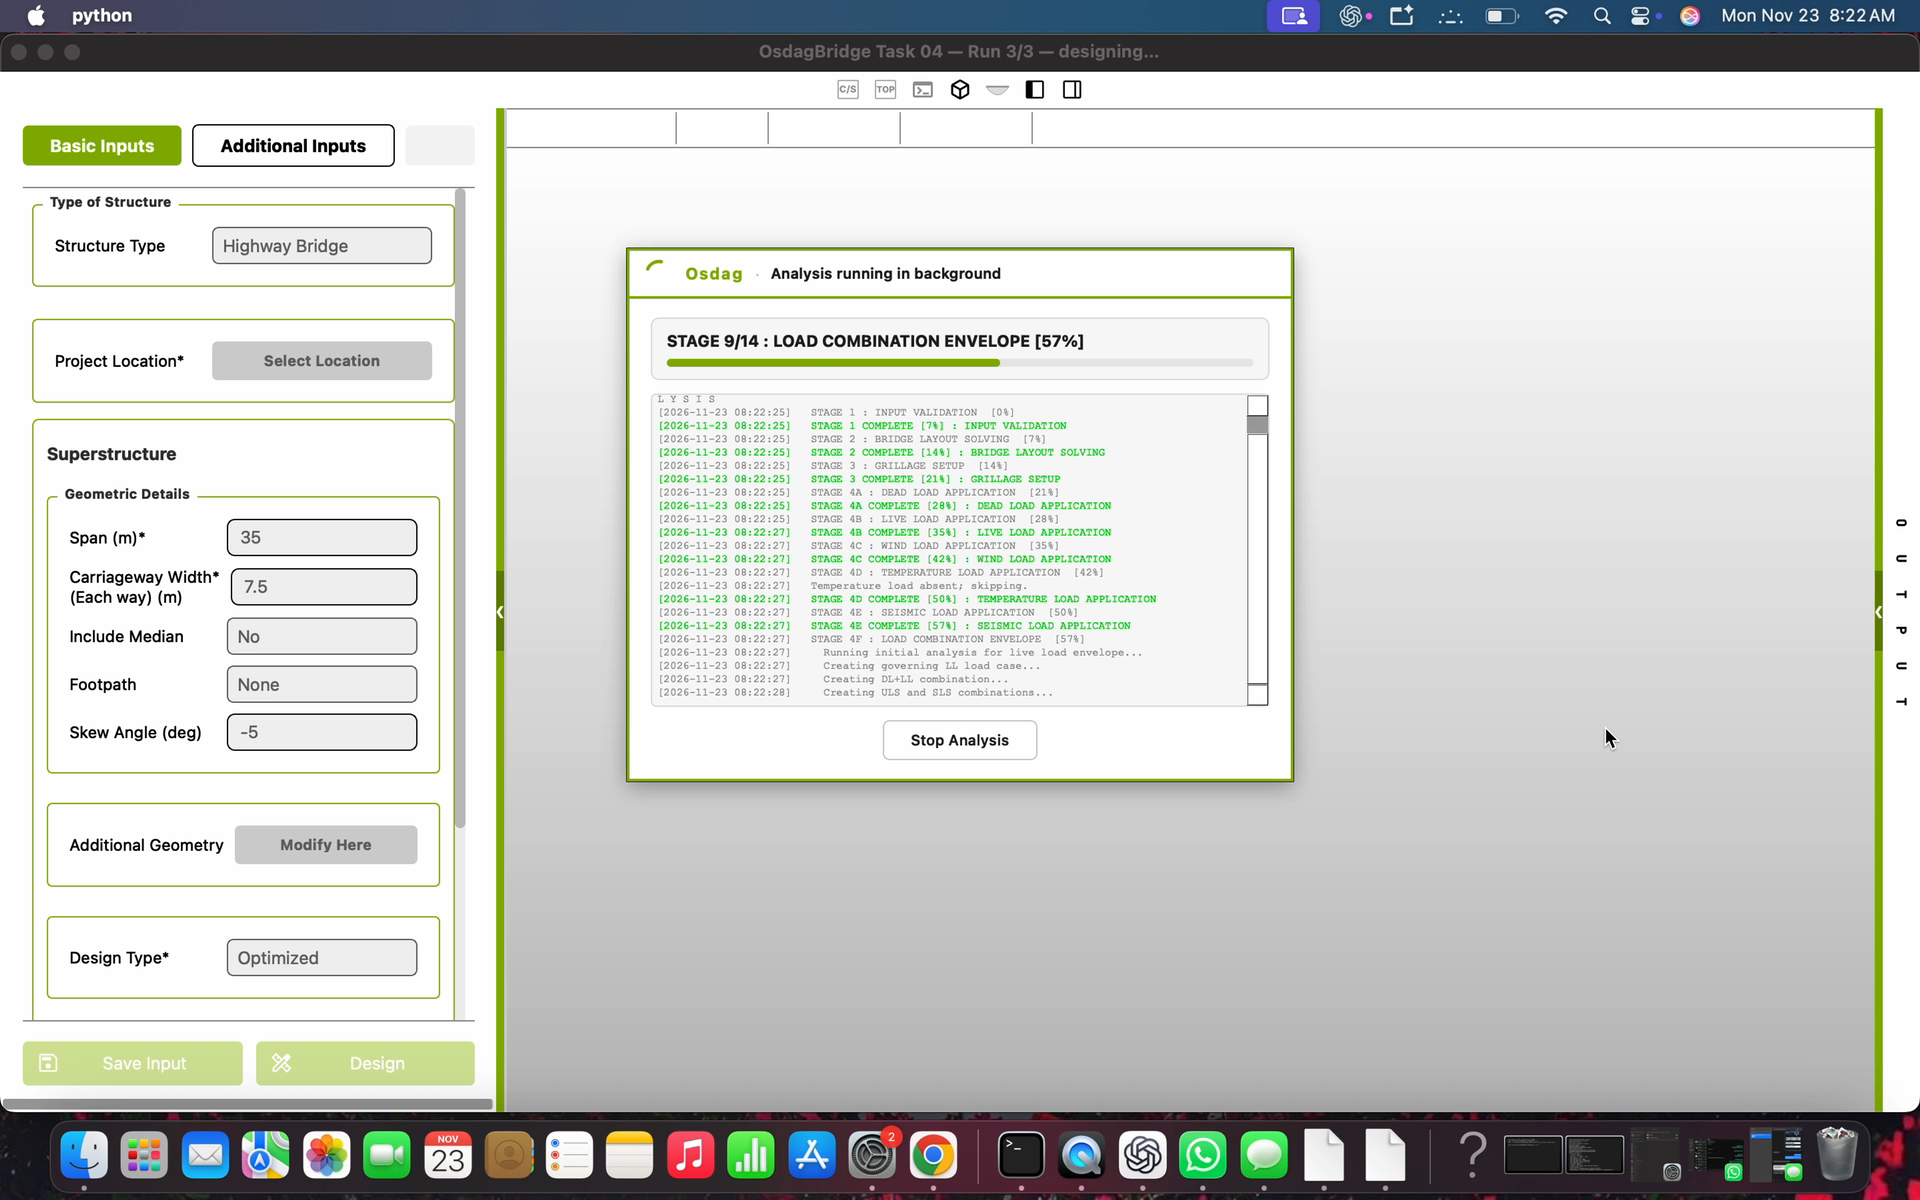 python
Mon Nov 23 8:22 AM
OsdagBridge Task 04 — Run 3/3 — designing...
C/S
TOP
Basic Inputs
Additional Inputs
Type of Structure
Structure Type
Highway Bridge
Project Location*
Select Location
Superstructure
Geometric Details
Span (m)*
35
Carriageway Width*
(Each way) (m)
7.5
Include Median
No
Footpath
None
Skew Angle (deg)
-5
Additional Geometry
Modify Here
Design Type*
Optimized
Save Input
Design
Osdag · Analysis running in background
STAGE 9/14 : LOAD COMBINATION ENVELOPE [57%]
L Y S I S
[2026-11-23 08:22:25] STAGE 1 : INPUT VALIDATION [0%]
[2026-11-23 08:22:25] STAGE 1 COMPLETE [7%] : INPUT VALIDATION
[2026-11-23 08:22:25] STAGE 2 : BRIDGE LAYOUT SOLVING [7%]
[2026-11-23 08:22:25] STAGE 2 COMPLETE [14%] : BRIDGE LAYOUT SOLVING
[2026-11-23 08:22:25] STAGE 3 : GRILLAGE SETUP [14%]
[2026-11-23 08:22:25] STAGE 3 COMPLETE [21%] : GRILLAGE SETUP
[2026-11-23 08:22:25] STAGE 4A : DEAD LOAD APPLICATION [21%]
[2026-11-23 08:22:25] STAGE 4A COMPLETE [28%] : DEAD LOAD APPLICATION
[2026-11-23 08:22:25] STAGE 4B : LIVE LOAD APPLICATION [28%]
[2026-11-23 08:22:27] STAGE 4B COMPLETE [35%] : LIVE LOAD APPLICATION
[2026-11-23 08:22:27] STAGE 4C : WIND LOAD APPLICATION [35%]
[2026-11-23 08:22:27] STAGE 4C COMPLETE [42%] : WIND LOAD APPLICATION
[2026-11-23 08:22:27] STAGE 4D : TEMPERATURE LOAD APPLICATION [42%]
[2026-11-23 08:22:27] Temperature load absent; skipping.
[2026-11-23 08:22:27] STAGE 4D COMPLETE [50%] : TEMPERATURE LOAD APPLICATION
[2026-11-23 08:22:27] STAGE 4E : SEISMIC LOAD APPLICATION [50%]
[2026-11-23 08:22:27] STAGE 4E COMPLETE [57%] : SEISMIC LOAD APPLICATION
[2026-11-23 08:22:27] STAGE 4F : LOAD COMBINATION ENVELOPE [57%]
[2026-11-23 08:22:27] Running initial analysis for live load envelope...
[2026-11-23 08:22:27] Creating governing LL load case...
[2026-11-23 08:22:27] Creating DL+LL combination...
[2026-11-23 08:22:28] Creating ULS and SLS combinations...
Stop Analysis
OUTPUT
NOV
23
2